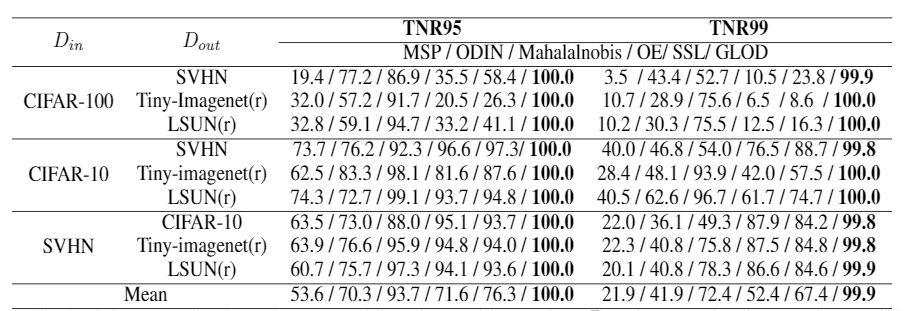 D_in D_out TNR95 TNR99
MSP / ODIN / Mahalalnobis / OE/ SSL/ GLOD
SVHN 19.4 / 77.2 / 86.9 / 35.5 / 58.4 / 100.0 3.5 / 43.4 / 52.7 / 10.5 / 23.8 / 99.9
CIFAR-100 Tiny-Imagenet(r) 32.0 / 57.2 / 91.7 / 20.5 / 26.3 / 100.0 10.7 / 28.9 / 75.6 / 6.5 / 8.6 / 100.0
LSUN(r) 32.8 / 59.1 / 94.7 / 33.2 / 41.1 / 100.0 10.2 / 30.3 / 75.5 / 12.5 / 16.3 / 100.0
SVHN 73.7 / 76.2 / 92.3 / 96.6 / 97.3/ 100.0 40.0 / 46.8 / 54.0 / 76.5 / 88.7 / 99.8
CIFAR-10 Tiny-imagenet(r) 62.5 / 83.3 / 98.1 / 81.6 / 87.6 / 100.0 28.4 / 48.1 / 93.9 / 42.0 / 57.5 / 100.0
LSUN(r) 74.3 / 72.7 / 99.1 / 93.7 / 94.8 / 100.0 40.5 / 62.6 / 96.7 / 61.7 / 74.7 / 100.0
CIFAR-10 63.5 / 73.0 / 88.0 / 95.1 / 93.7 / 100.0 22.0 / 36.1 / 49.3 / 87.9 / 84.2 / 99.8
SVHN Tiny-imagenet(r) 63.9 / 76.6 / 95.9 / 94.8 / 94.0 / 100.0 22.3 / 40.8 / 75.8 / 87.5 / 84.8 / 99.8
LSUN(r) 60.7 / 75.7 / 97.3 / 94.1 / 93.6 / 100.0 20.1 / 40.8 / 78.3 / 86.6 / 84.6 / 99.9
Mean 53.6 / 70.3 / 93.7 / 71.6 / 76.3 / 100.0 21.9 / 41.9 / 72.4 / 52.4 / 67.4 / 99.9